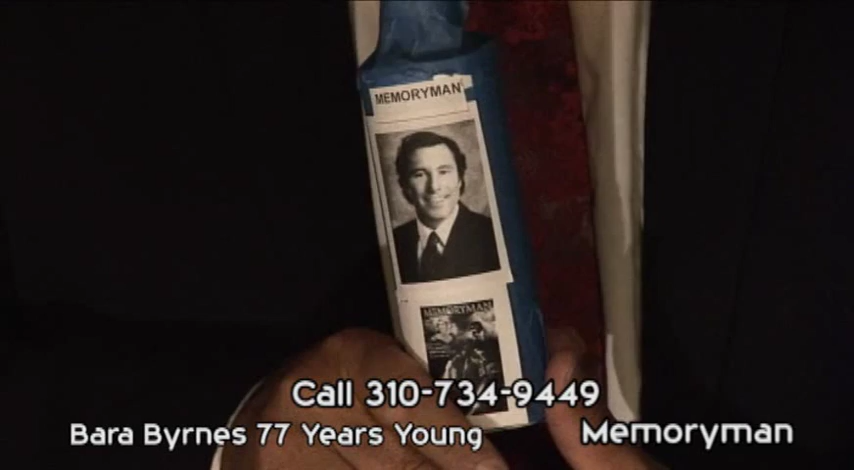 MEMORYMAN
MEMORYMAN
Call 310-734-9449
Bara Byrnes 77 Years Young
Memoryman